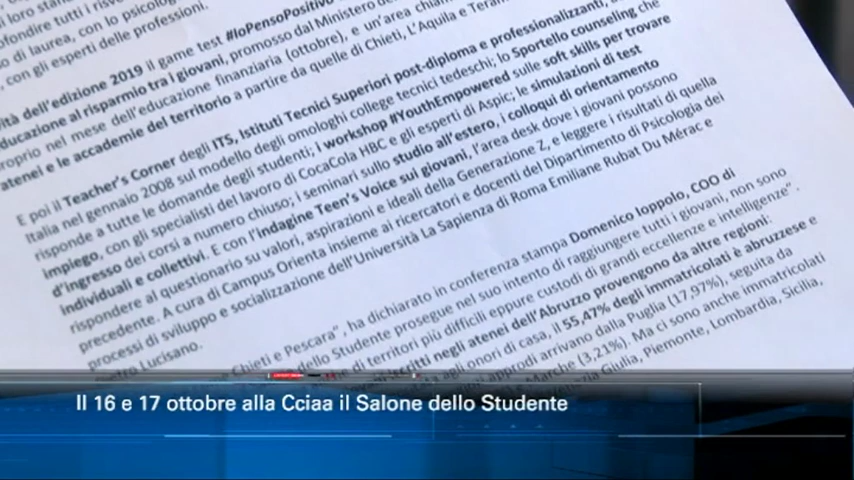 ondire tutti i risvo
o di laurea, con lo psicolog
, con gli esperti delle professioni.
ità dell'edizione 2019 il game test #IoPensoPositivo
ducazione al risparmio tra i giovani, promosso dal Ministero de
roprio nel mese dell'educazione finanziaria (ottobre), e un'area chiam
atenei e le accademie del territorio a partire da quelle di Chieti, L'Aquila e Teram
E poi il Teacher's Corner degli ITS, Istituti Tecnici Superiori post-diploma e professionalizzanti,
Italia nel gennaio 2008 sul modello degli omologhi college tecnici tedeschi; lo Sportello counseling che
risponde a tutte le domande degli studenti; i workshop #YouthEmpowered sulle soft skills per trovare
impiego, con gli specialisti del lavoro di CocaCola HBC e gli esperti di Aspic; le simulazioni di test
d'ingresso dei corsi a numero chiuso; i seminari sullo studio all'estero, i colloqui di orientamento
individuali e collettivi. E con l'indagine Teen's Voice sui giovani, l'area desk dove i giovani possono
rispondere al questionario su valori, aspirazioni e ideali della Generazione Z, e leggere i risultati di quella
precedente. A cura di Campus Orienta insieme ai ricercatori e docenti del Dipartimento di Psicologia dei
processi di sviluppo e socializzazione dell'Università La Sapienza di Roma Emiliane Rubat Du Mérac e
Lucisano.
Chieti e Pescara", ha dichiarato in conferenza stampa Domenico Ioppolo, COO di
dello Studente prosegue nel suo intento di raggiungere tutti i giovani, non sono
di territori più difficili eppure custodi di grandi eccellenze e intelligenze".
negli atenei dell'Abruzzo provengono da altre regioni:
agli onori di casa, il 55,47% degli immatricolati è abruzzese e
approdi arrivano dalla Puglia (17,97%), seguita da
Marche (3,21%). Ma ci sono anche immatricolati
Giulia, Piemonte, Lombardia, Sicilia,
Il 16 e 17 ottobre alla Cciaa il Salone dello Studente